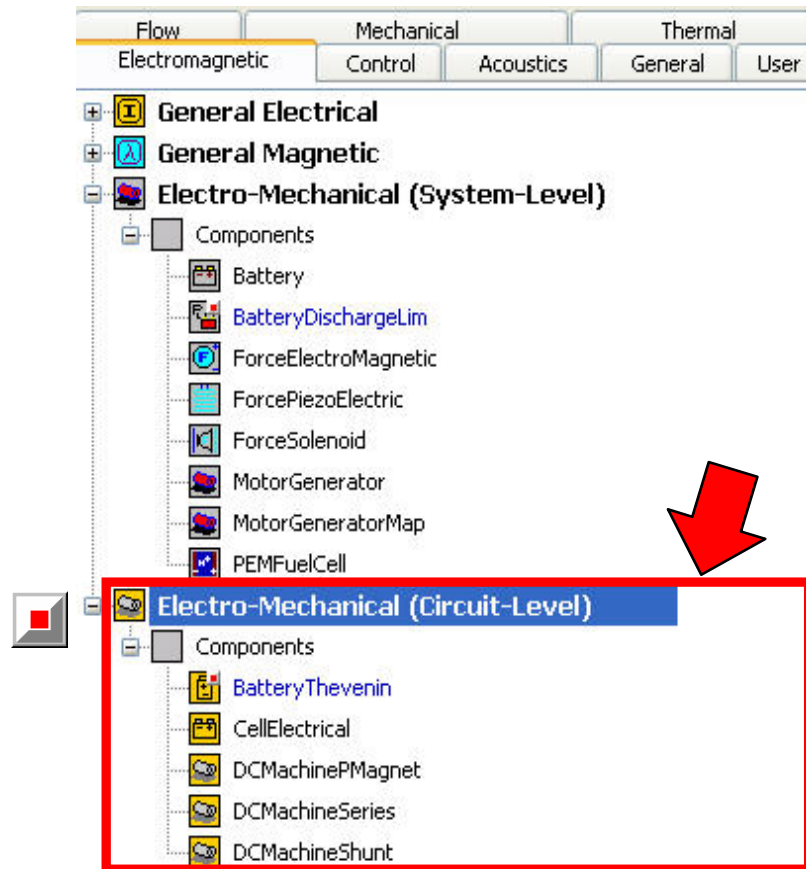 Flow Mechanical Thermal
Electromagnetic Control Acoustics General User
General Electrical
General Magnetic
Electro-Mechanical (System-Level)
Components
Battery
BatteryDischargeLim
ForceElectroMagnetic
ForcePiezoElectric
ForceSolenoid
MotorGenerator
MotorGeneratorMap
PEMFuelCell
Electro-Mechanical (Circuit-Level)
Components
BatteryThevenin
CellElectrical
DCMachinePMagnet
DCMachineSeries
DCMachineShunt